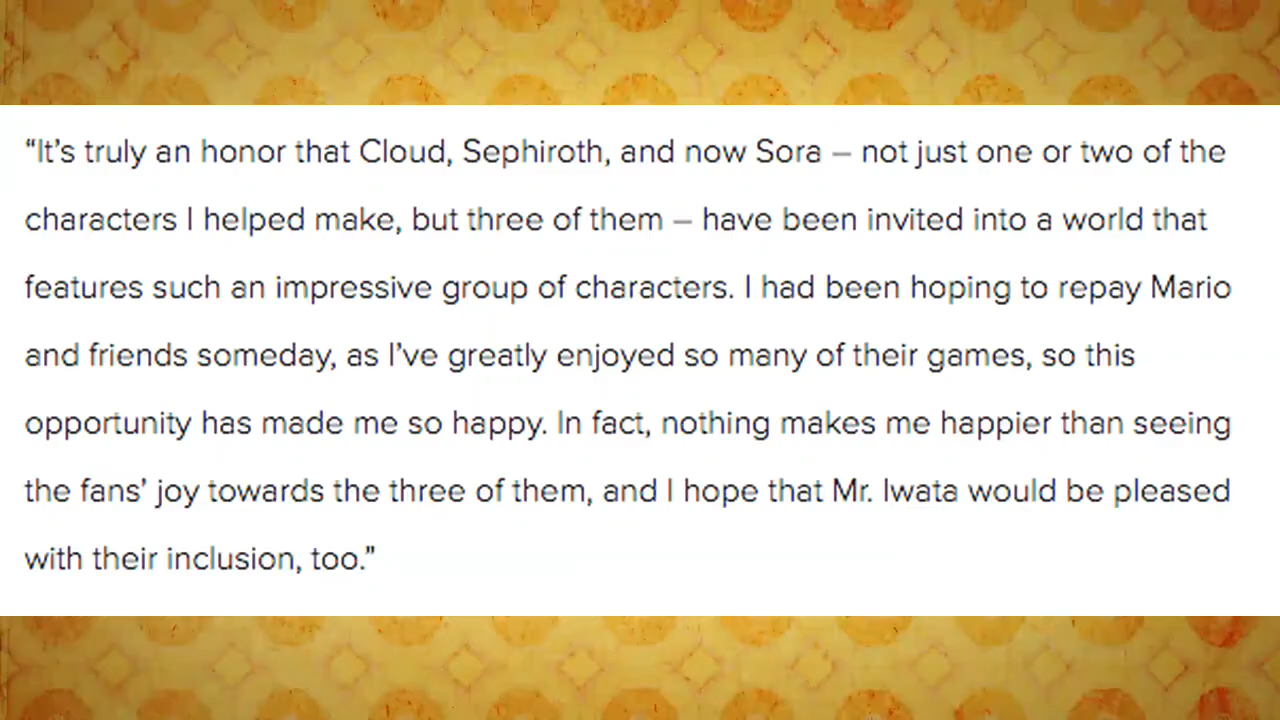 “It’s truly an honor that Cloud, Sephiroth, and now Sora – not just one or two of the
characters I helped make, but three of them – have been invited into a world that
features such an impressive group of characters. I had been hoping to repay Mario
and friends someday, as I’ve greatly enjoyed so many of their games, so this
opportunity has made me so happy. In fact, nothing makes me happier than seeing
the fans’ joy towards the three of them, and I hope that Mr. Iwata would be pleased
with their inclusion, too.”